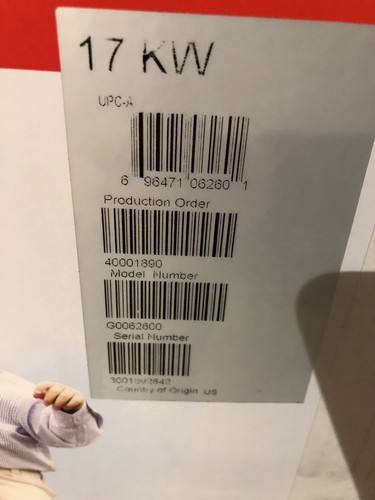 17 KW
UPC-A
6 96471 06260 1
Production Order
40001890
Model Number
G0062600
Serial Number
Country of Origin US